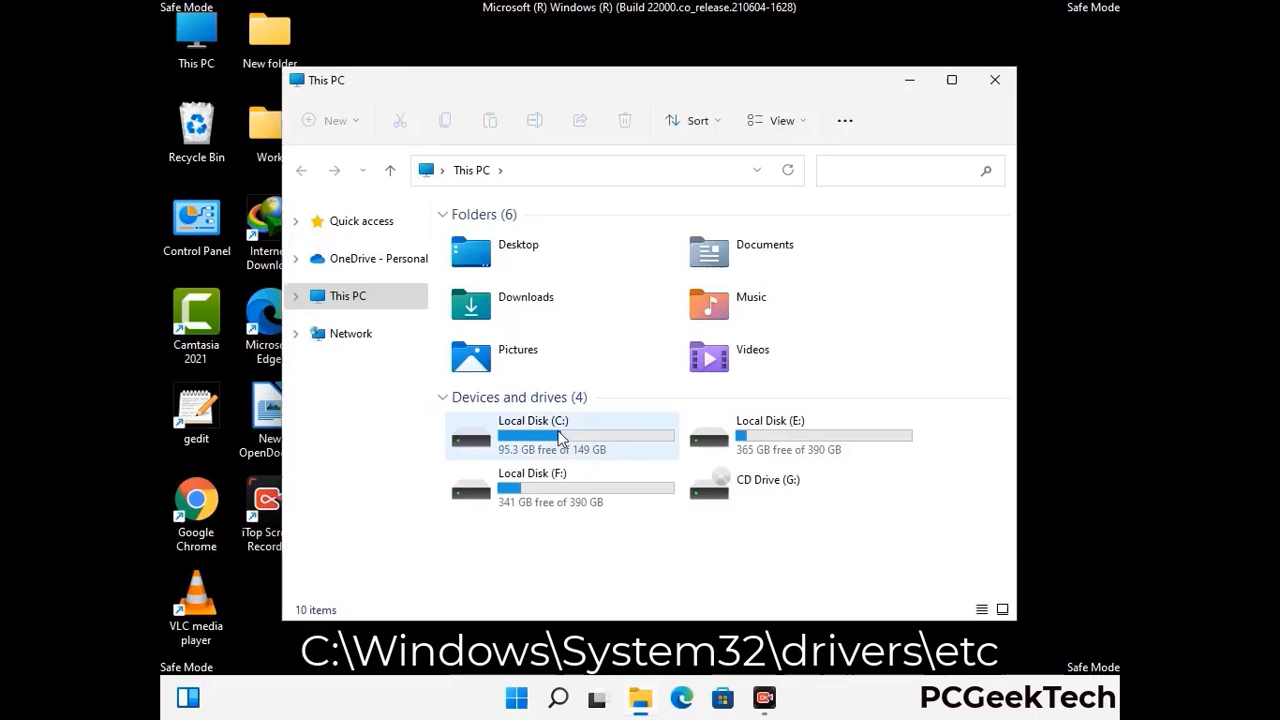 Safe Mode
Microsoft (R) Windows (R) (Build 22000.co_release.210604-1628)
Safe Mode
This PC
New folder
Recycle Bin
Work
Control Panel
Intern
Downlo
Camtasia
2021
Micros
Edge
gedit
New
OpenDo
Google
Chrome
iTop Scr
Record
VLC media
player
This PC
New
Sort
View
This PC
Quick access
OneDrive - Personal
This PC
Network
Folders (6)
Desktop
Documents
Downloads
Music
Pictures
Videos
Devices and drives (4)
Local Disk (C:)
95.3 GB free of 149 GB
Local Disk (E:)
365 GB free of 390 GB
Local Disk (F:)
341 GB free of 390 GB
CD Drive (G:)
10 items
C:\Windows\System32\drivers\etc
Safe Mode
Safe Mode
PCGeekTech